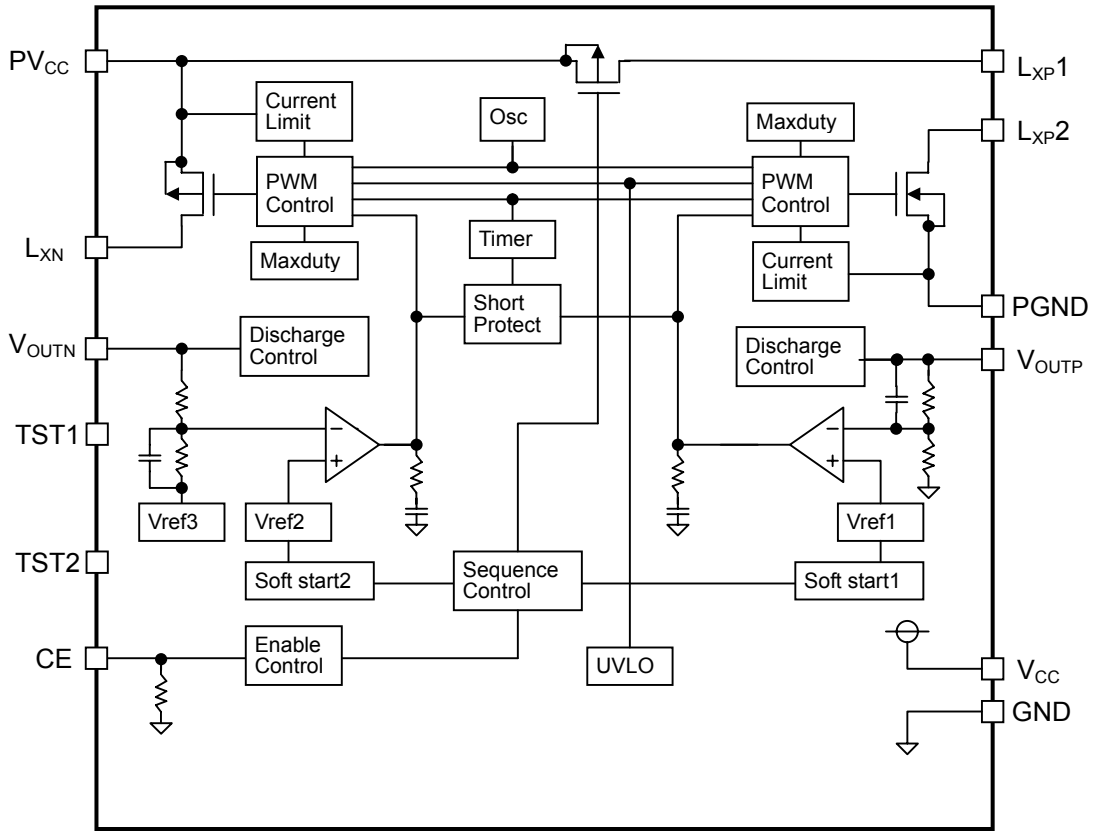 PVCC
LXP1
Current
Limit
Osc
Maxduty
LXP2
PWM
Control
PWM
Control
LXN
Maxduty
Timer
Current
Limit
Short
Protect
PGND
VOUTN
Discharge
Control
Discharge
Control
VOUTP
TST1
−
+
−
+
Vref3
Vref2
Vref1
TST2
Soft start2
Sequence
Control
Soft start1
CE
Enable
Control
UVLO
VCC
GND